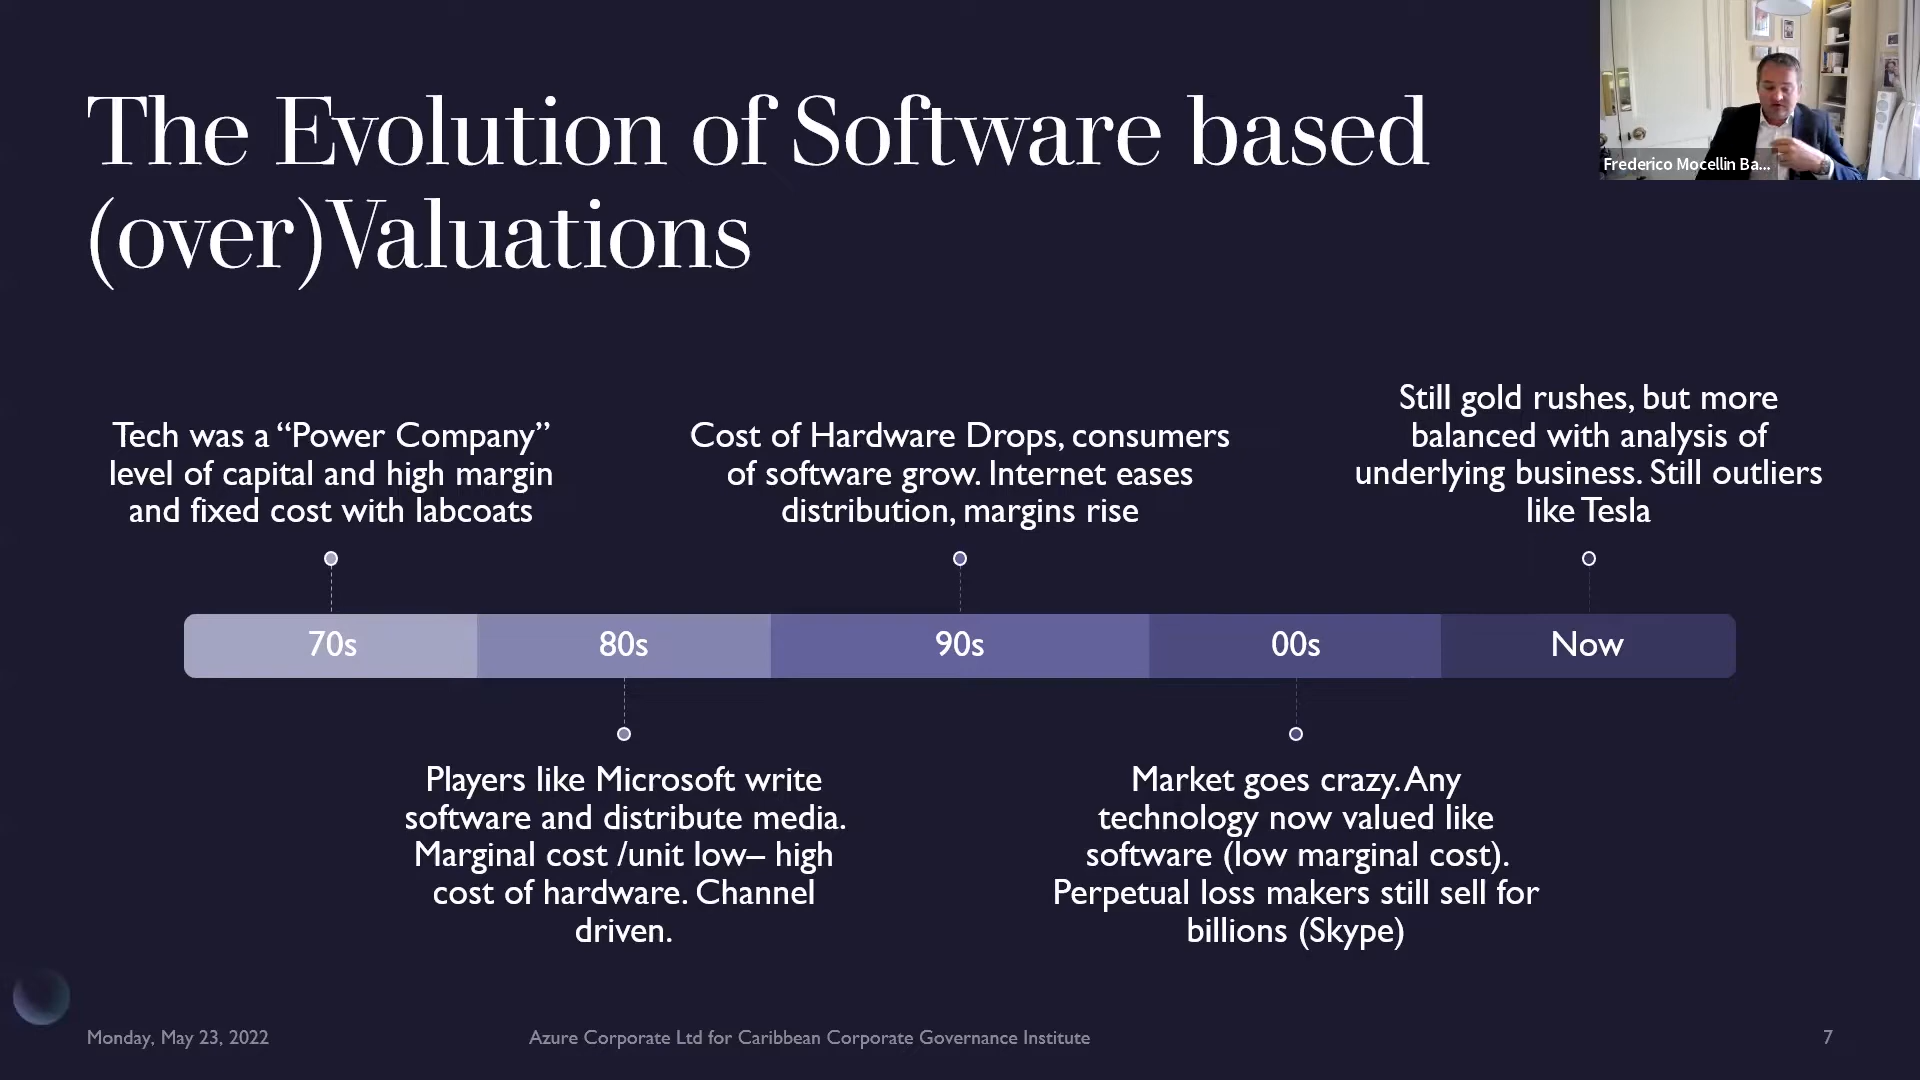 The Evolution of Software based
(over)Valuations
Frederico Mocellin Ba...
Tech was a “Power Company”
level of capital and high margin
and fixed cost with labcoats
Cost of Hardware Drops, consumers
of software grow. Internet eases
distribution, margins rise
Still gold rushes, but more
balanced with analysis of
underlying business. Still outliers
like Tesla
70s
80s
90s
00s
Now
Players like Microsoft write
software and distribute media.
Marginal cost /unit low– high
cost of hardware. Channel
driven.
Market goes crazy. Any
technology now valued like
software (low marginal cost).
Perpetual loss makers still sell for
billions (Skype)
Monday, May 23, 2022
Azure Corporate Ltd for Caribbean Corporate Governance Institute
7